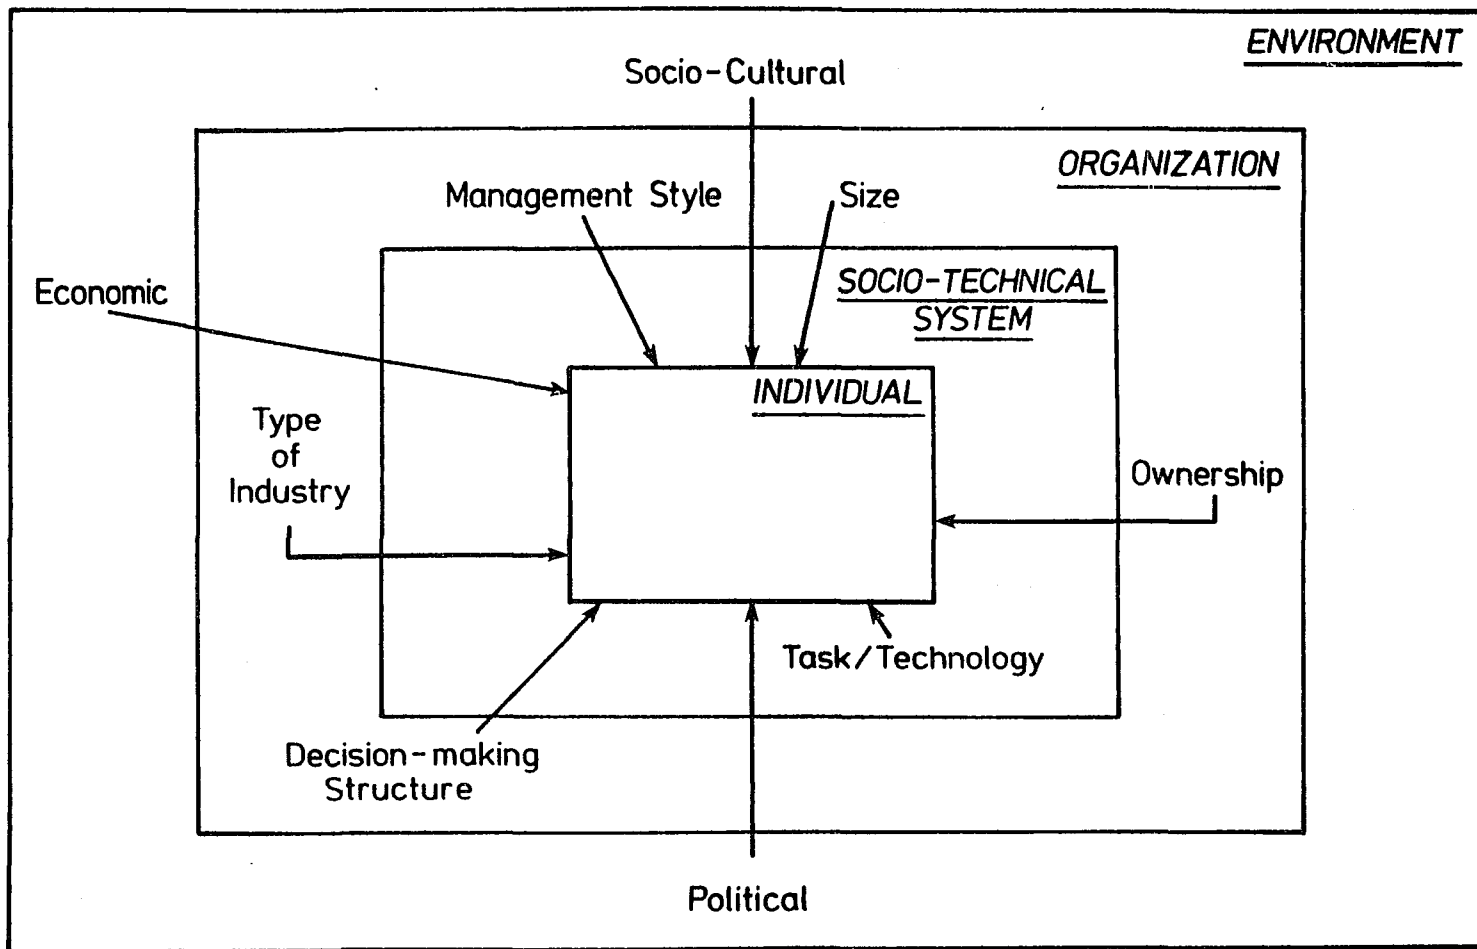 ENVIRONMENT
Socio-Cultural
ORGANIZATION
Management Style
Size
SOCIO-TECHNICAL
SYSTEM
Economic
INDIVIDUAL
Type
of
Industry
Ownership
Task/Technology
Decision-making
Structure
Political